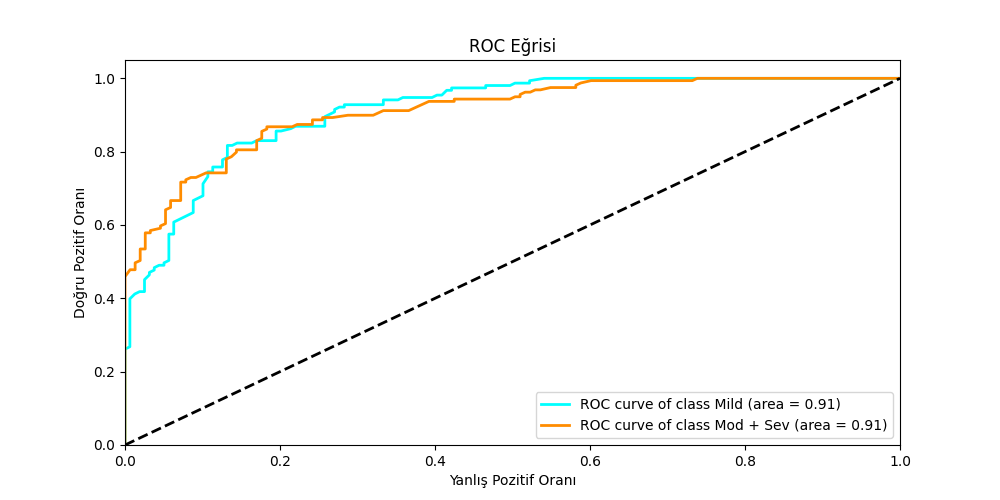 ROC Eğrisi
Doğru Pozitif Oranı
1.0
0.8
0.6
0.4
0.2
0.0
0.0 0.2 0.4 0.6 0.8 1.0
Yanlış Pozitif Oranı
ROC curve of class Mild (area = 0.91)
ROC curve of class Mod + Sev (area = 0.91)